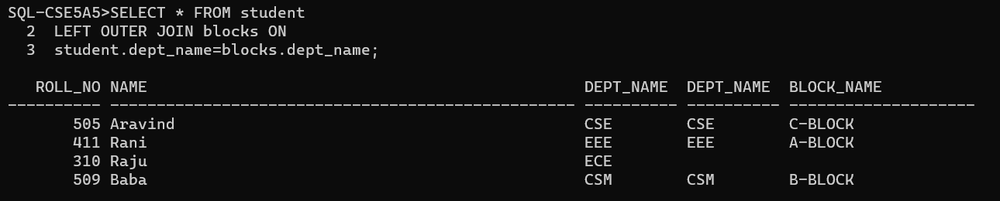 SQL-CSE5A5>SELECT * FROM student
  2  LEFT OUTER JOIN blocks ON
  3  student.dept_name=blocks.dept_name;

   ROLL_NO NAME                                               DEPT_NAME  DEPT_NAME  BLOCK_NAME
---------- -------------------------------------------------- ---------- ---------- --------------------
       505 Aravind                                            CSE        CSE        C-BLOCK
       411 Rani                                               EEE        EEE        A-BLOCK
       310 Raju                                               ECE
       509 Baba                                               CSM        CSM        B-BLOCK